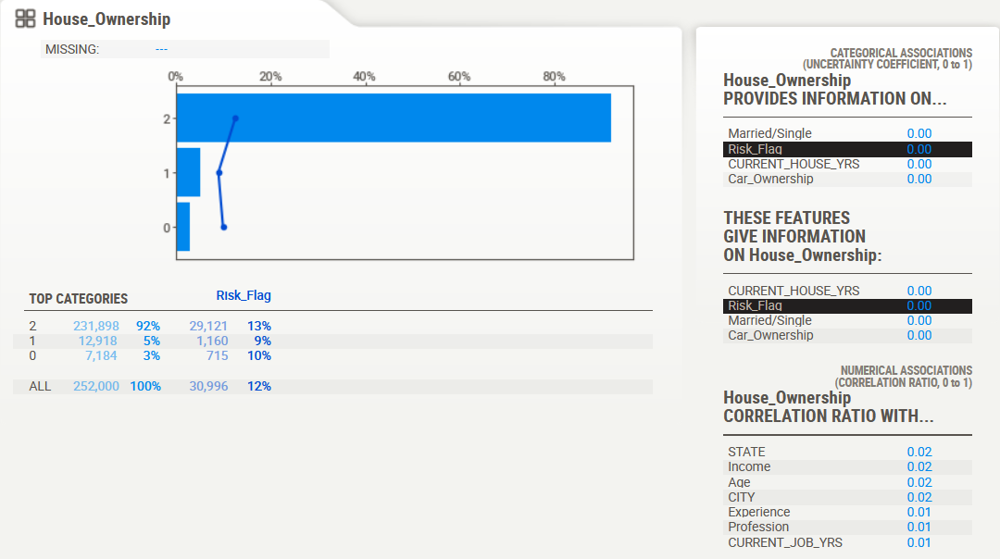 House_Ownership
MISSING: ---
0% 20% 40% 60% 80%
2
1
0
TOP CATEGORIES Risk_Flag
2 231,898 92% 29,121 13%
1 12,918 5% 1,160 9%
0 7,184 3% 715 10%
ALL 252,000 100% 30,996 12%
CATEGORICAL ASSOCIATIONS
(UNCERTAINTY COEFFICIENT, 0 to 1)
House_Ownership
PROVIDES INFORMATION ON...
Married/Single 0.00
Risk_Flag 0.00
CURRENT_HOUSE_YRS 0.00
Car_Ownership 0.00
THESE FEATURES
GIVE INFORMATION
ON House_Ownership:
CURRENT_HOUSE_YRS 0.00
Risk_Flag 0.00
Married/Single 0.00
Car_Ownership 0.00
NUMERICAL ASSOCIATIONS
(CORRELATION RATIO, 0 to 1)
House_Ownership
CORRELATION RATIO WITH...
STATE 0.02
Income 0.02
Age 0.02
CITY 0.02
Experience 0.01
Profession 0.01
CURRENT_JOB_YRS 0.01